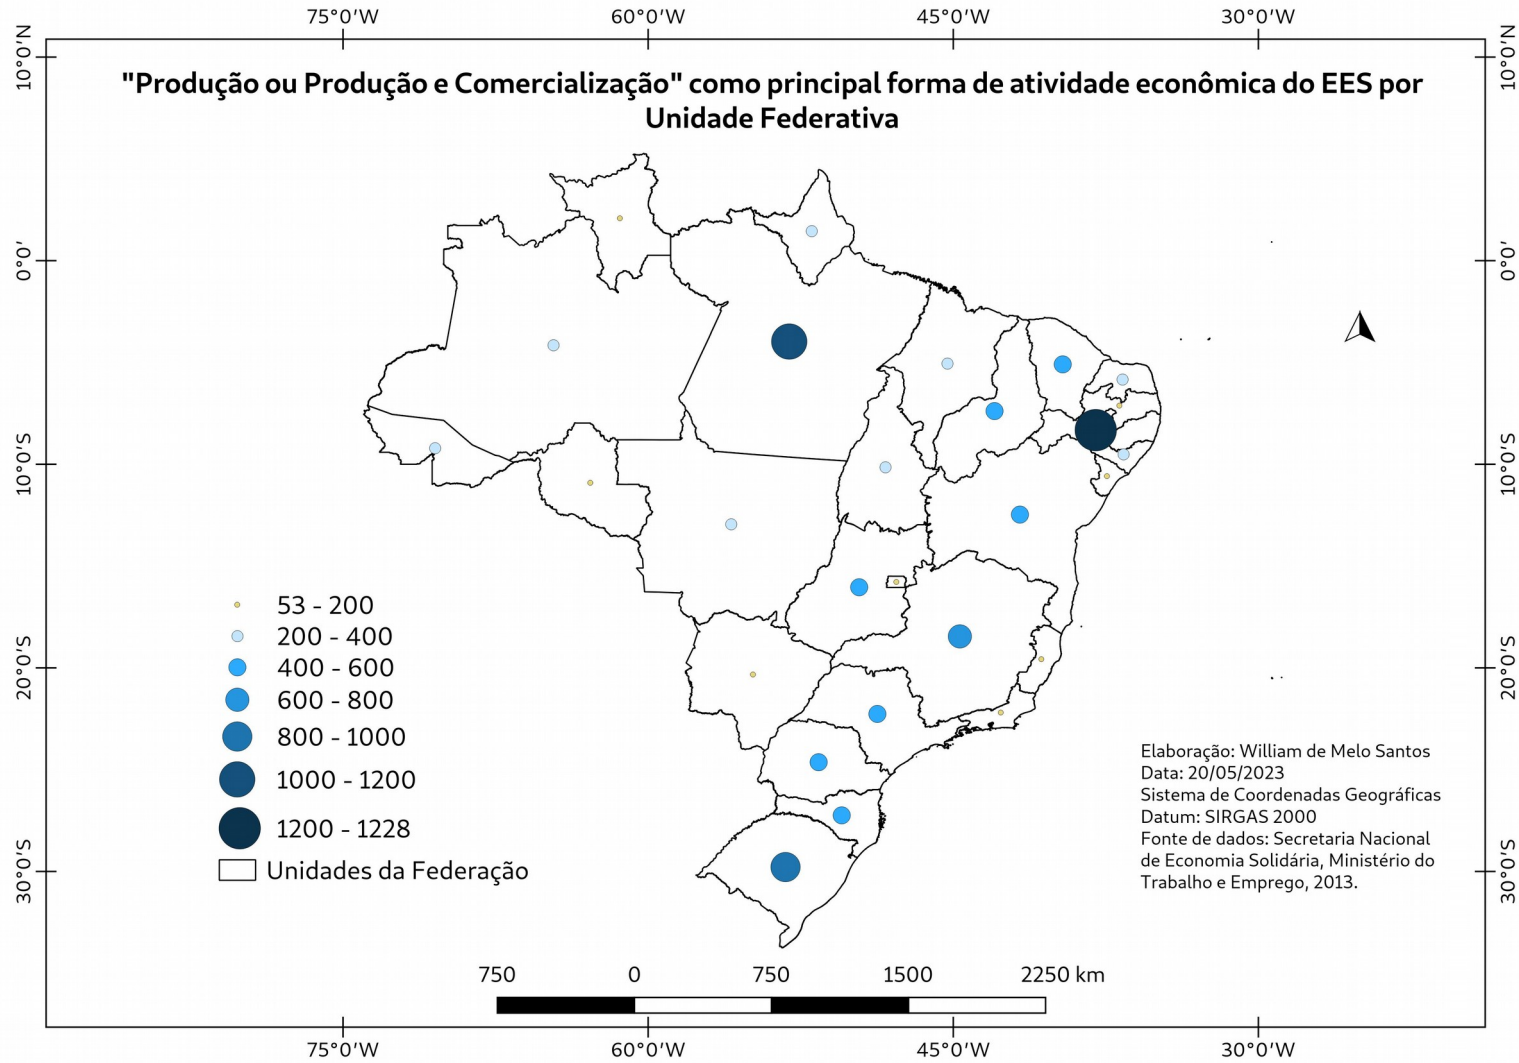 75°0'W 60°0'W 45°0'W 30°0'W
10°0'N 10°0'N
"Produção ou Produção e Comercialização" como principal forma de atividade econômica do EES por
Unidade Federativa
0°0' 0°0'
10°0'S 10°0'S
53 - 200
200 - 400
400 - 600
600 - 800
800 - 1000
1000 - 1200
1200 - 1228
Unidades da Federação
20°0'S 20°0'S
Elaboração: William de Melo Santos
Data: 20/05/2023
Sistema de Coordenadas Geográficas
Datum: SIRGAS 2000
Fonte de dados: Secretaria Nacional
de Economia Solidária, Ministério do
Trabalho e Emprego, 2013.
30°0'S 30°0'S
750 0 750 1500 2250 km
75°0'W 60°0'W 45°0'W 30°0'W